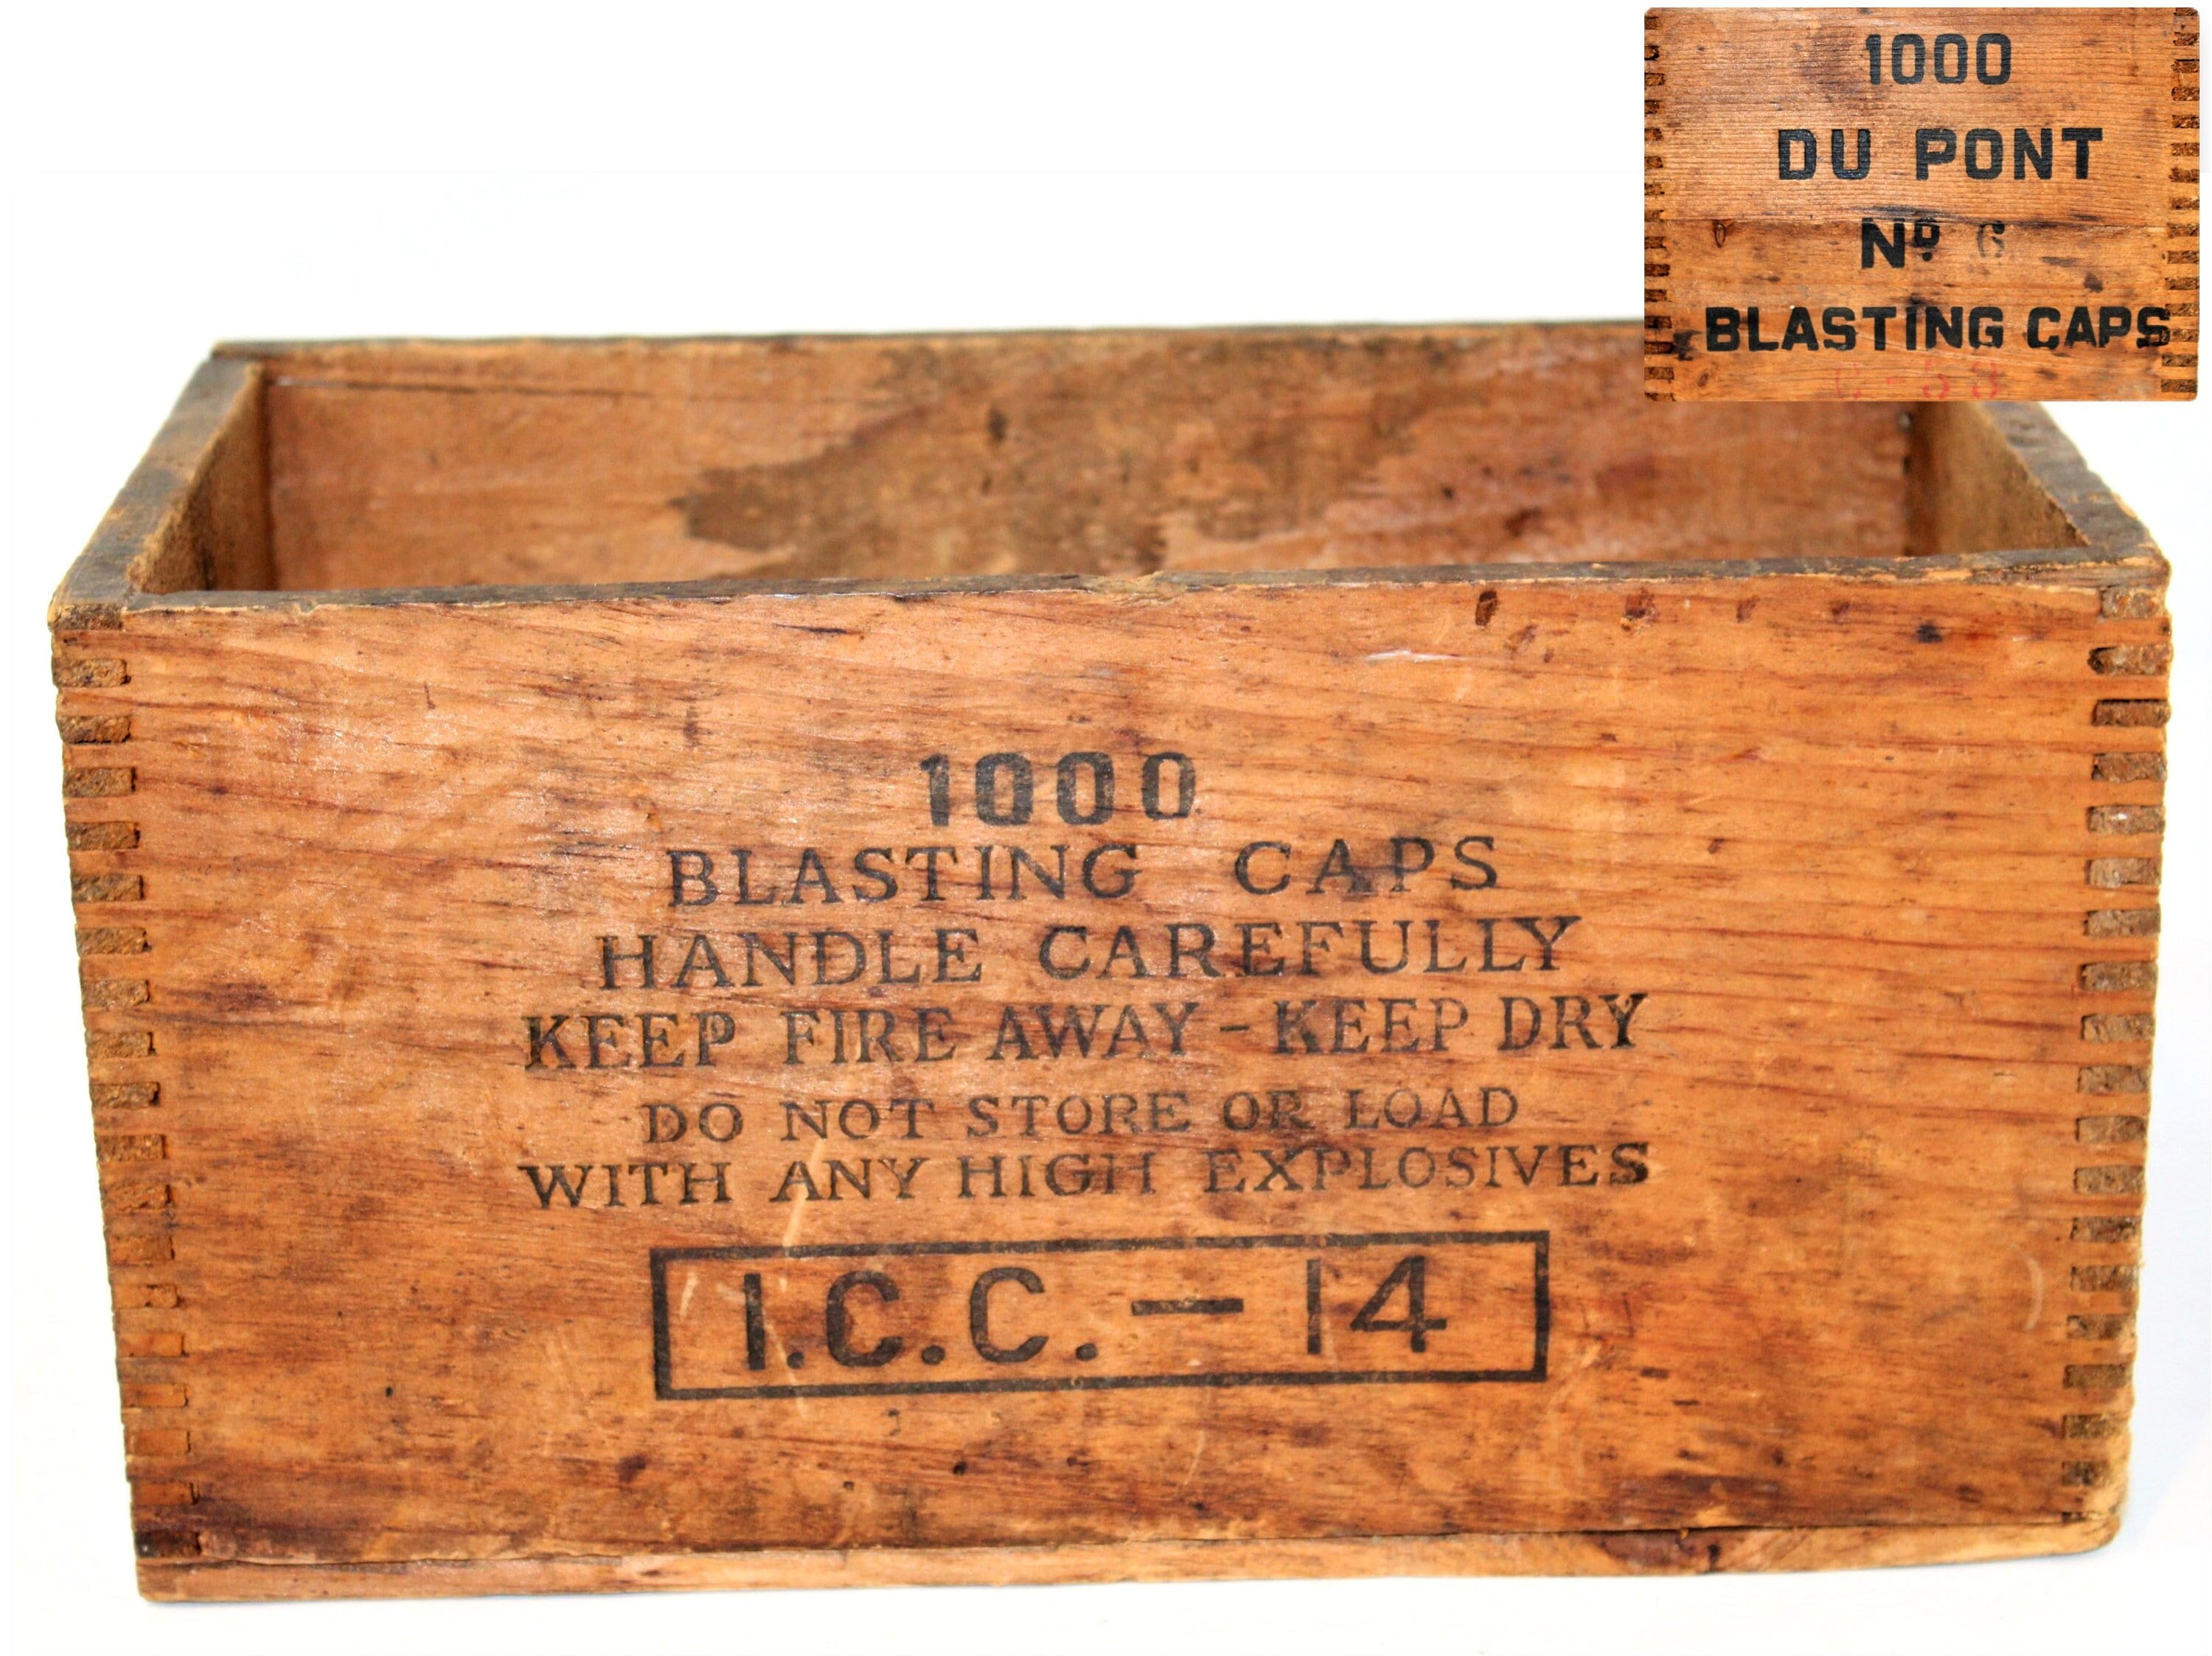 1000
DU PONT
Nº 6
BLASTING CAPS
1000
BLASTING CAPS
HANDLE CAREFULLY
KEEP FIRE AWAY - KEEP DRY
DO NOT STORE OR LOAD
WITH ANY HIGH EXPLOSIVES
I.C.C. — 14